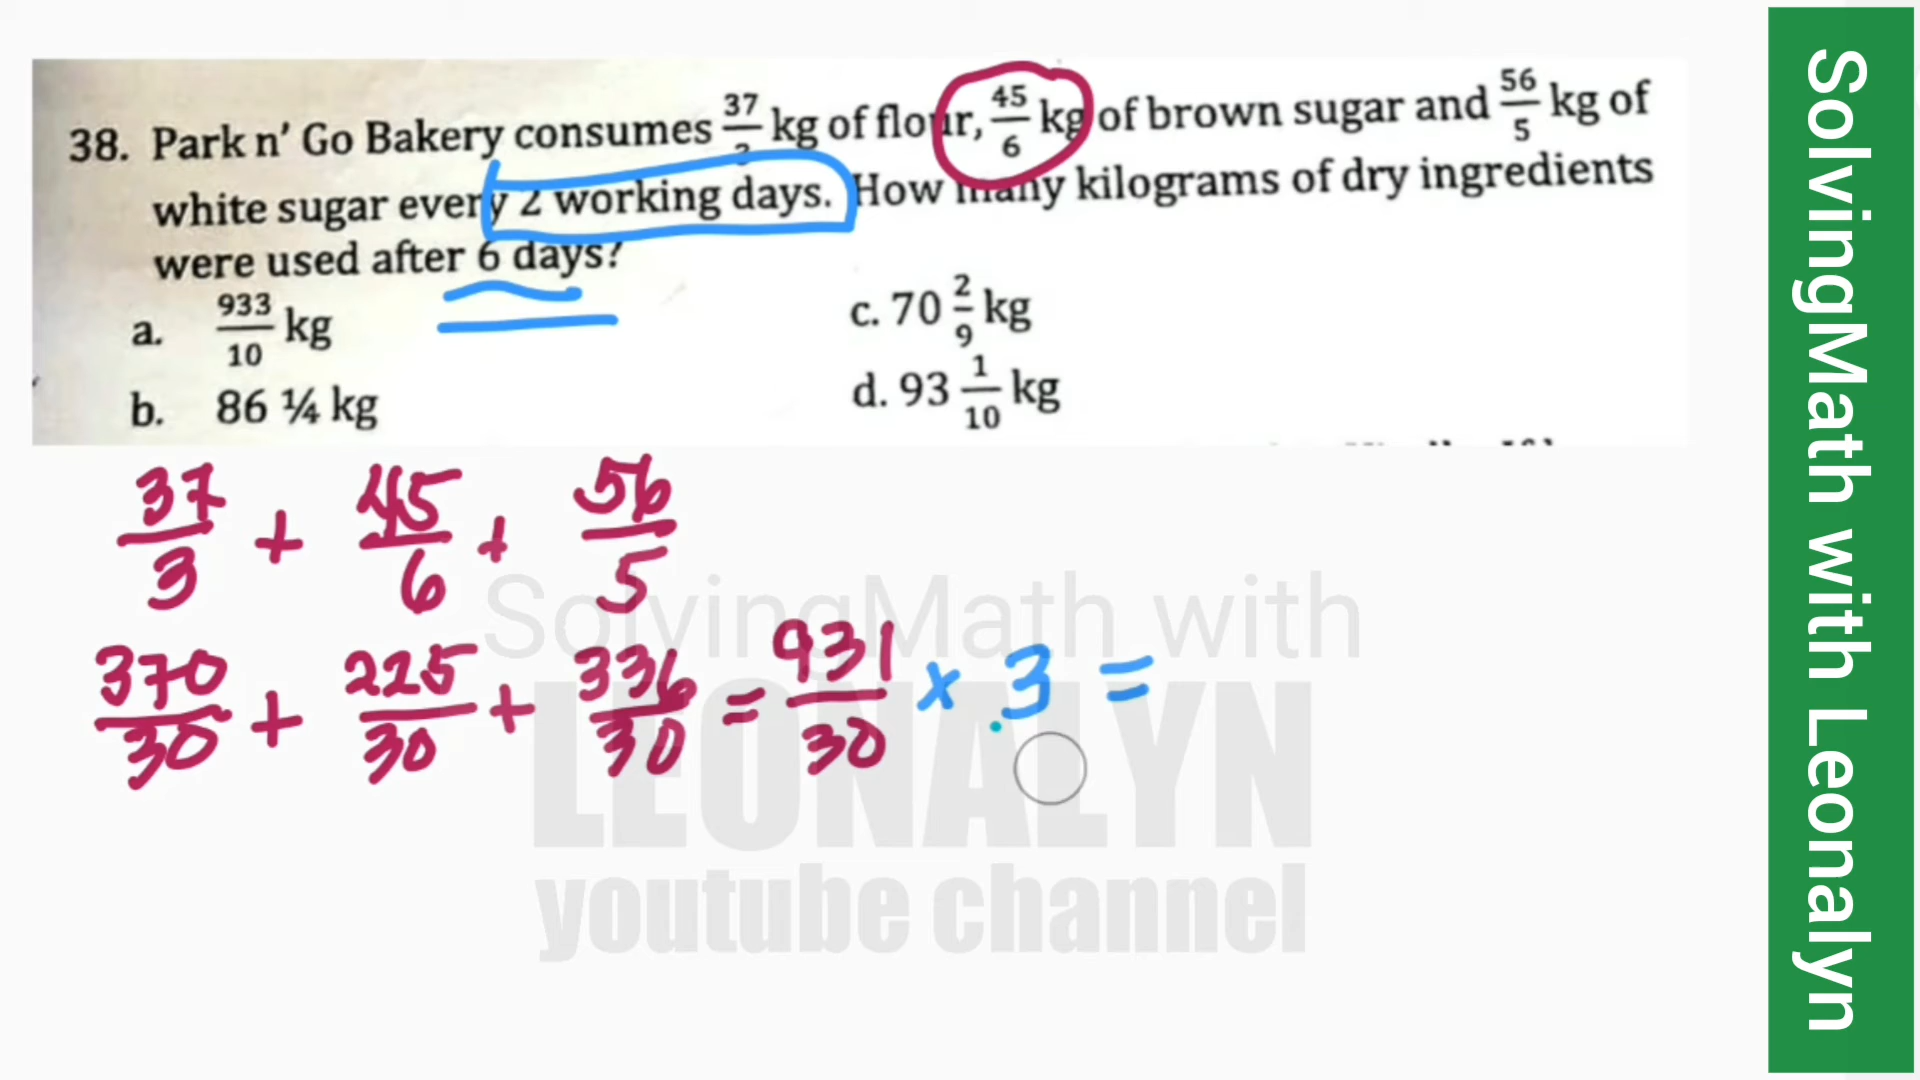 38. Park n' Go Bakery consumes 37/3 kg of flour, 45/6 kg of brown sugar and 56/5 kg of
white sugar every 2 working days. How many kilograms of dry ingredients
were used after 6 days?
a. 933/10 kg
b. 86 ¼ kg
c. 70 2/9 kg
d. 93 1/10 kg
37/3 + 45/6 + 56/5
370/30 + 225/30 + 336/30 = 931/30 × 3 =
SolvingMath with
LEONALYN
youtube channel
SolvingMath with Leonalyn